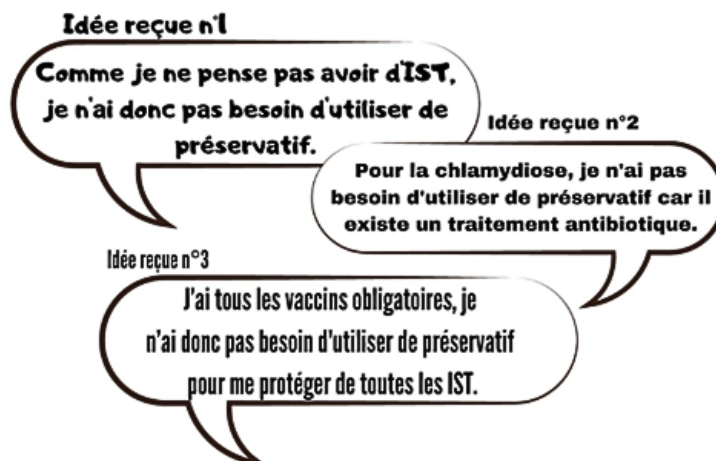 Idée reçue n°1
Comme je ne pense pas avoir d'IST,
je n'ai donc pas besoin d'utiliser de
préservatif.
Idée reçue n°2
Pour la chlamydiose, je n'ai pas
besoin d'utiliser de préservatif car il
existe un traitement antibiotique.
Idée reçue n°3
J'ai tous les vaccins obligatoires, je
n'ai donc pas besoin d'utiliser de préservatif
pour me protéger de toutes les IST.